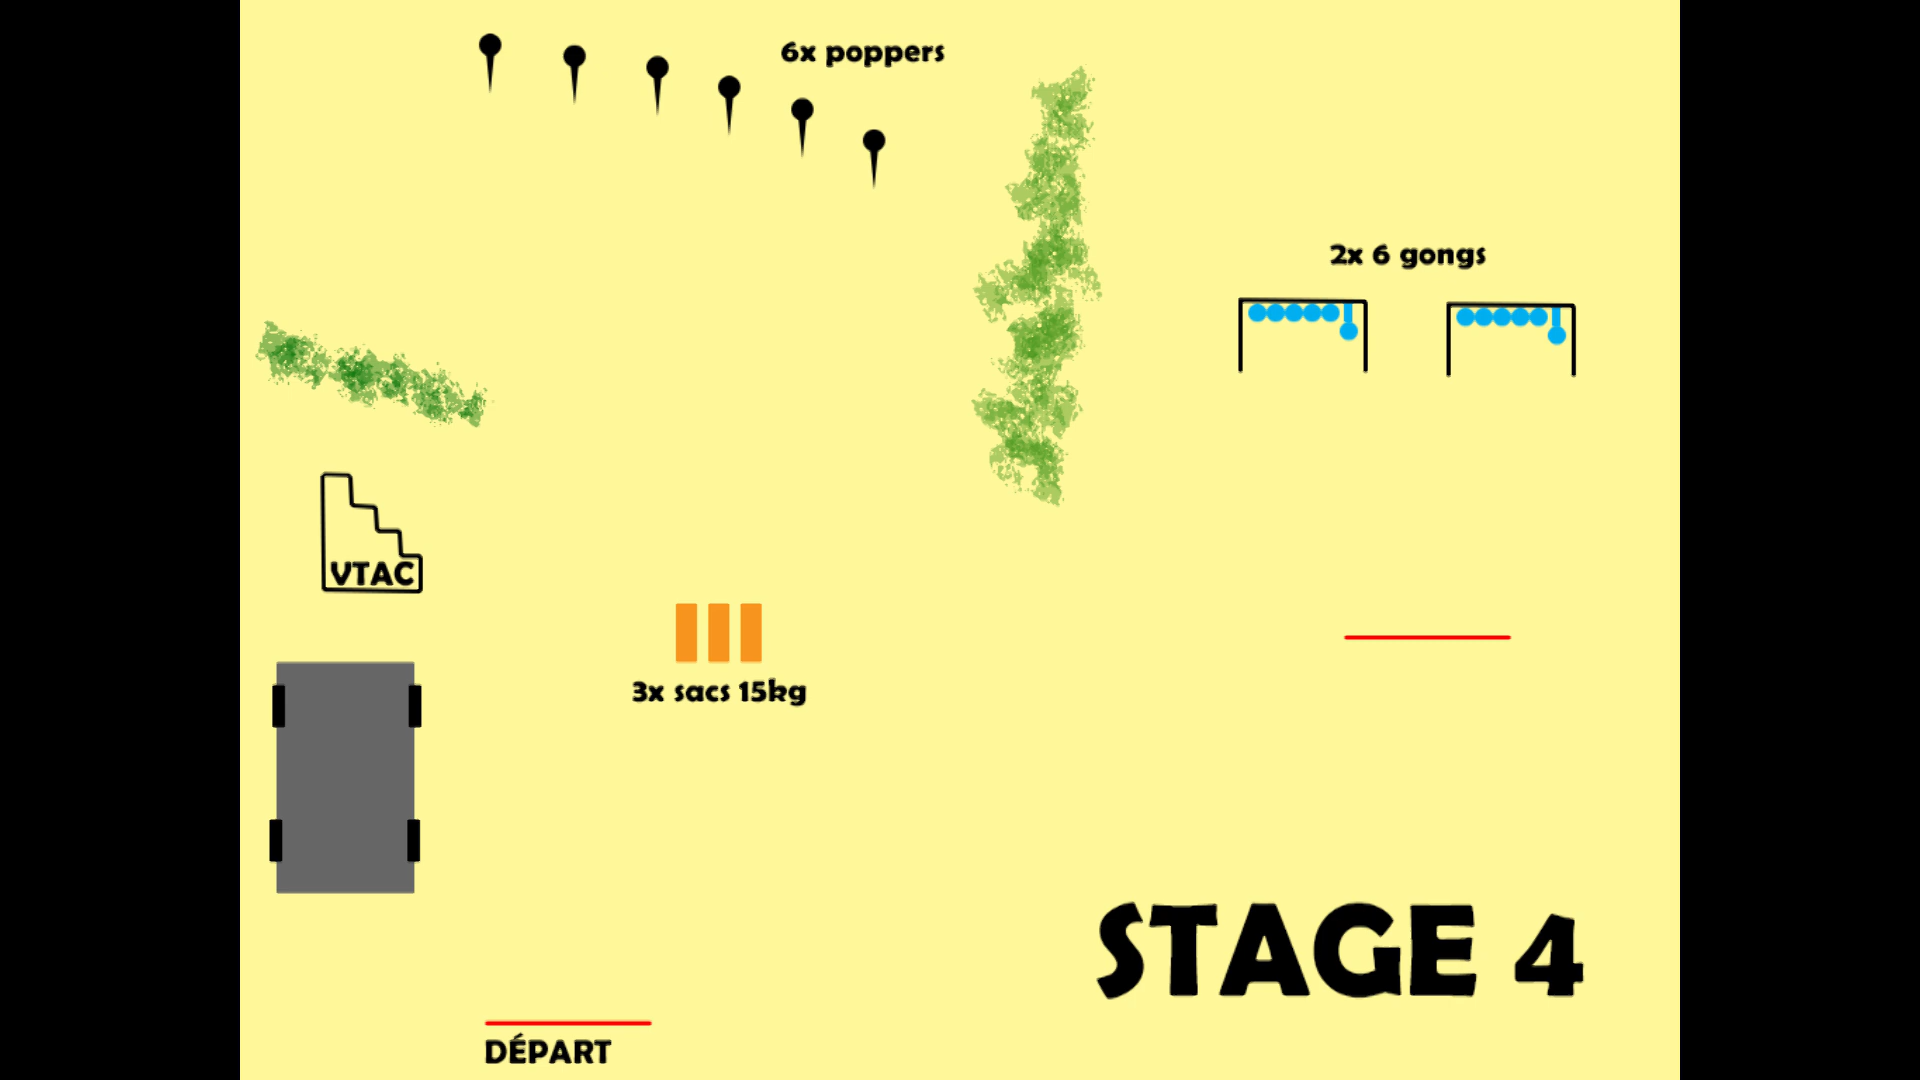 6x poppers
2x 6 gongs
VTAC
3x sacs 15kg
STAGE 4
DÉPART